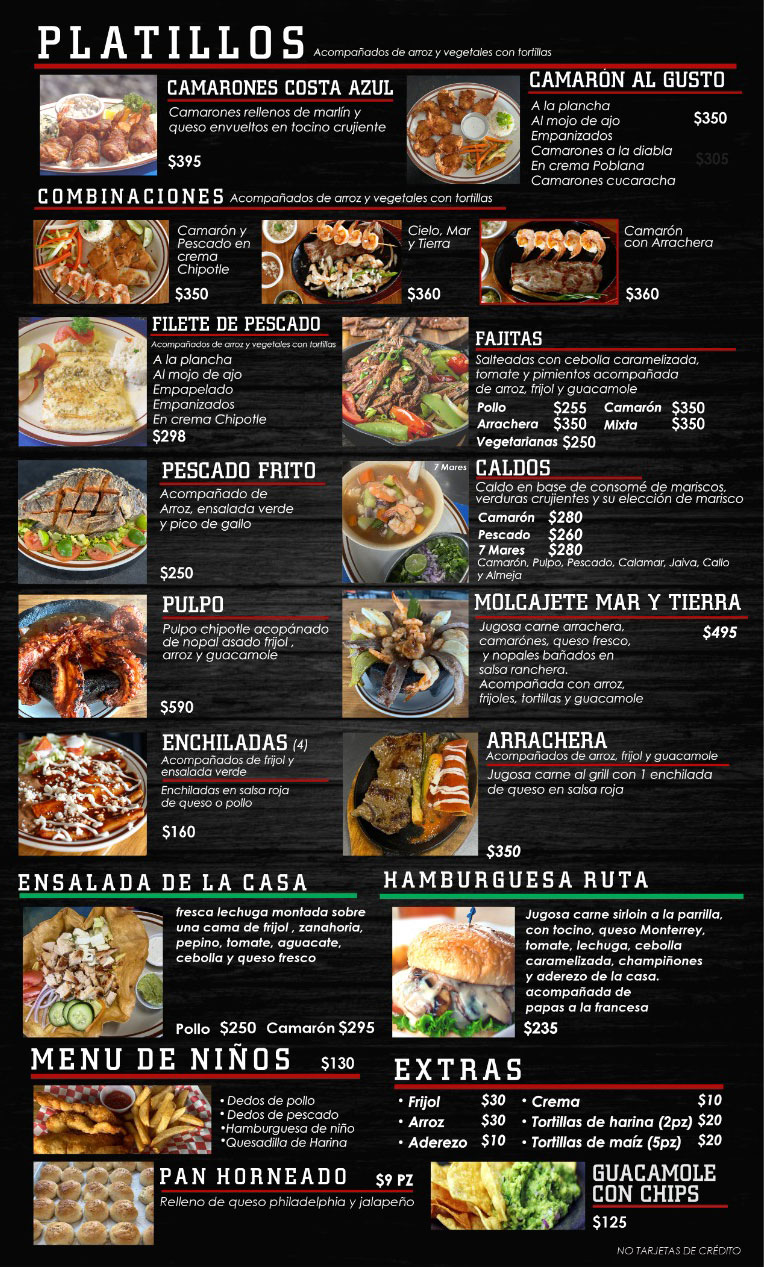 PLATILLOS Acompañados de arroz y vegetales con tortillas
CAMARONES COSTA AZUL
Camarones rellenos de marlín y
queso envueltos en tocino crujiente
$395
CAMARÓN AL GUSTO
A la plancha
$350
Al mojo de ajo
Empanizados
Camarones a la diabla
$305
En crema Poblana
Camarones cucaracha
COMBINACIONES Acompañados de arroz y vegetales con tortillas
Camarón y
Pescado en
crema
Chipotle
$350
Cielo, Mar
y Tierra
$360
Camarón
con Arrachera
$360
FILETE DE PESCADO
Acompañados de arroz y vegetales con tortillas
A la plancha
Al mojo de ajo
Empapelado
Empanizados
En crema Chipotle
$298
FAJITAS
Salteadas con cebolla caramelizada,
tomate y pimientos acompañada
de arroz, frijol y guacamole
Pollo $255 Camarón $350
Arrachera $350 Mixta $350
Vegetarianas $250
PESCADO FRITO
Acompañado de
Arroz, ensalada verde
y pico de gallo
$250
7 Mares
CALDOS
Caldo en base de consomé de mariscos,
verduras crujientes y su elección de marisco
Camarón $280
Pescado $260
7 Mares $280
Camarón, Pulpo, Pescado, Calamar, Jaiva, Callo
y Almeja
PULPO
Pulpo chipotle acopánado
de nopal asado frijol ,
arroz y guacamole
$590
MOLCAJETE MAR Y TIERRA
Jugosa carne arrachera,
$495
camarónes, queso fresco,
y nopales bañados en
salsa ranchera.
Acompañada con arroz,
frijoles, tortillas y guacamole
ENCHILADAS (4)
Acompañados de frijol y
ensalada verde
Enchiladas en salsa roja
de queso o pollo
$160
ARRACHERA
Acompañados de arroz, frijol y guacamole
Jugosa carne al grill con 1 enchilada
de queso en salsa roja
$350
ENSALADA DE LA CASA
fresca lechuga montada sobre
una cama de frijol , zanahoria,
pepino, tomate, aguacate,
cebolla y queso fresco
Pollo $250 Camarón $295
HAMBURGUESA RUTA
Jugosa carne sirloin a la parrilla,
con tocino, queso Monterrey,
tomate, lechuga, cebolla
caramelizada, champiñones
y aderezo de la casa.
acompañada de
papas a la francesa
$235
MENU DE NIÑOS $130
• Dedos de pollo
• Dedos de pescado
•Hamburguesa de niño
•Quesadilla de Harina
EXTRAS
• Frijol $30 • Crema $10
• Arroz $30 • Tortillas de harina (2pz) $20
• Aderezo $10 • Tortillas de maíz (5pz) $20
PAN HORNEADO $9 PZ
Relleno de queso philadelphia y jalapeño
GUACAMOLE
CON CHIPS
$125
NO TARJETAS DE CRÉDITO